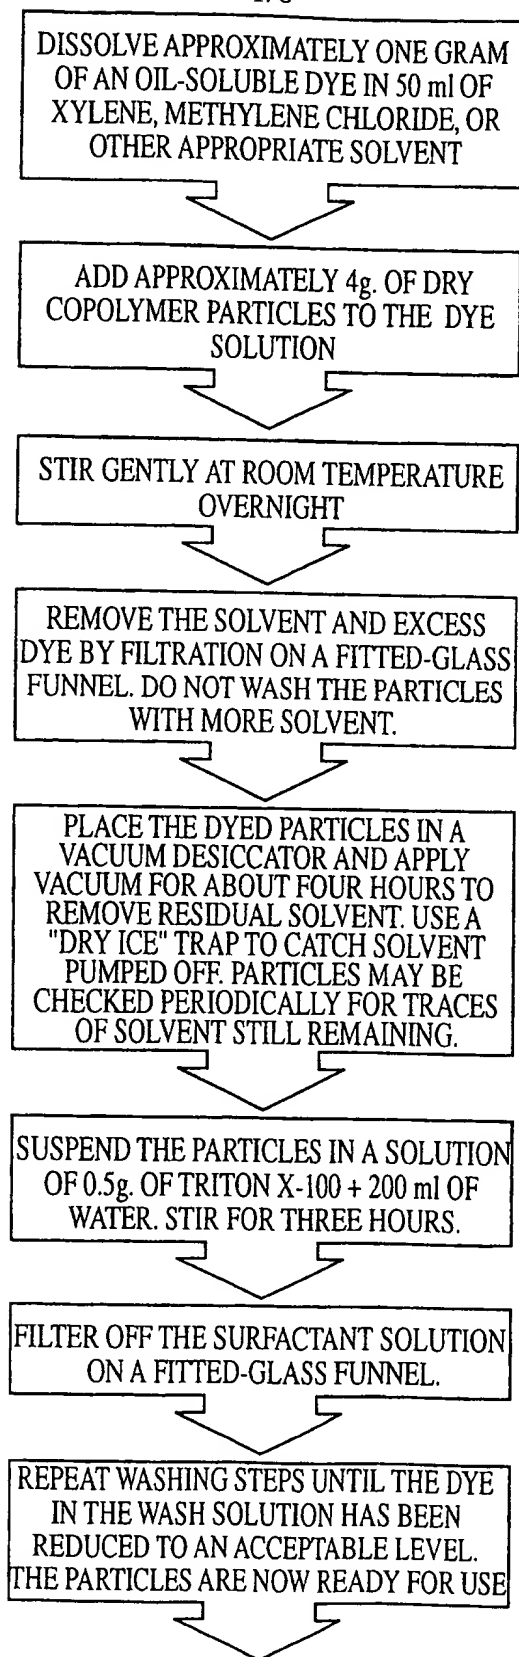 DISSOLVE APPROXIMATELY ONE GRAM
OF AN OIL-SOLUBLE DYE IN 50 ml OF
XYLENE, METHYLENE CHLORIDE, OR
OTHER APPROPRIATE SOLVENT
ADD APPROXIMATELY 4g. OF DRY
COPOLYMER PARTICLES TO THE DYE
SOLUTION
STIR GENTLY AT ROOM TEMPERATURE
OVERNIGHT
REMOVE THE SOLVENT AND EXCESS
DYE BY FILTRATION ON A FITTED-GLASS
FUNNEL. DO NOT WASH THE PARTICLES
WITH MORE SOLVENT.
PLACE THE DYED PARTICLES IN A
VACUUM DESICCATOR AND APPLY
VACUUM FOR ABOUT FOUR HOURS TO
REMOVE RESIDUAL SOLVENT. USE A
"DRY ICE" TRAP TO CATCH SOLVENT
PUMPED OFF. PARTICLES MAY BE
CHECKED PERIODICALLY FOR TRACES
OF SOLVENT STILL REMAINING.
SUSPEND THE PARTICLES IN A SOLUTION
OF 0.5g. OF TRITON X-100 + 200 ml OF
WATER. STIR FOR THREE HOURS.
FILTER OFF THE SURFACTANT SOLUTION
ON A FITTED-GLASS FUNNEL.
REPEAT WASHING STEPS UNTIL THE DYE
IN THE WASH SOLUTION HAS BEEN
REDUCED TO AN ACCEPTABLE LEVEL.
THE PARTICLES ARE NOW READY FOR USE